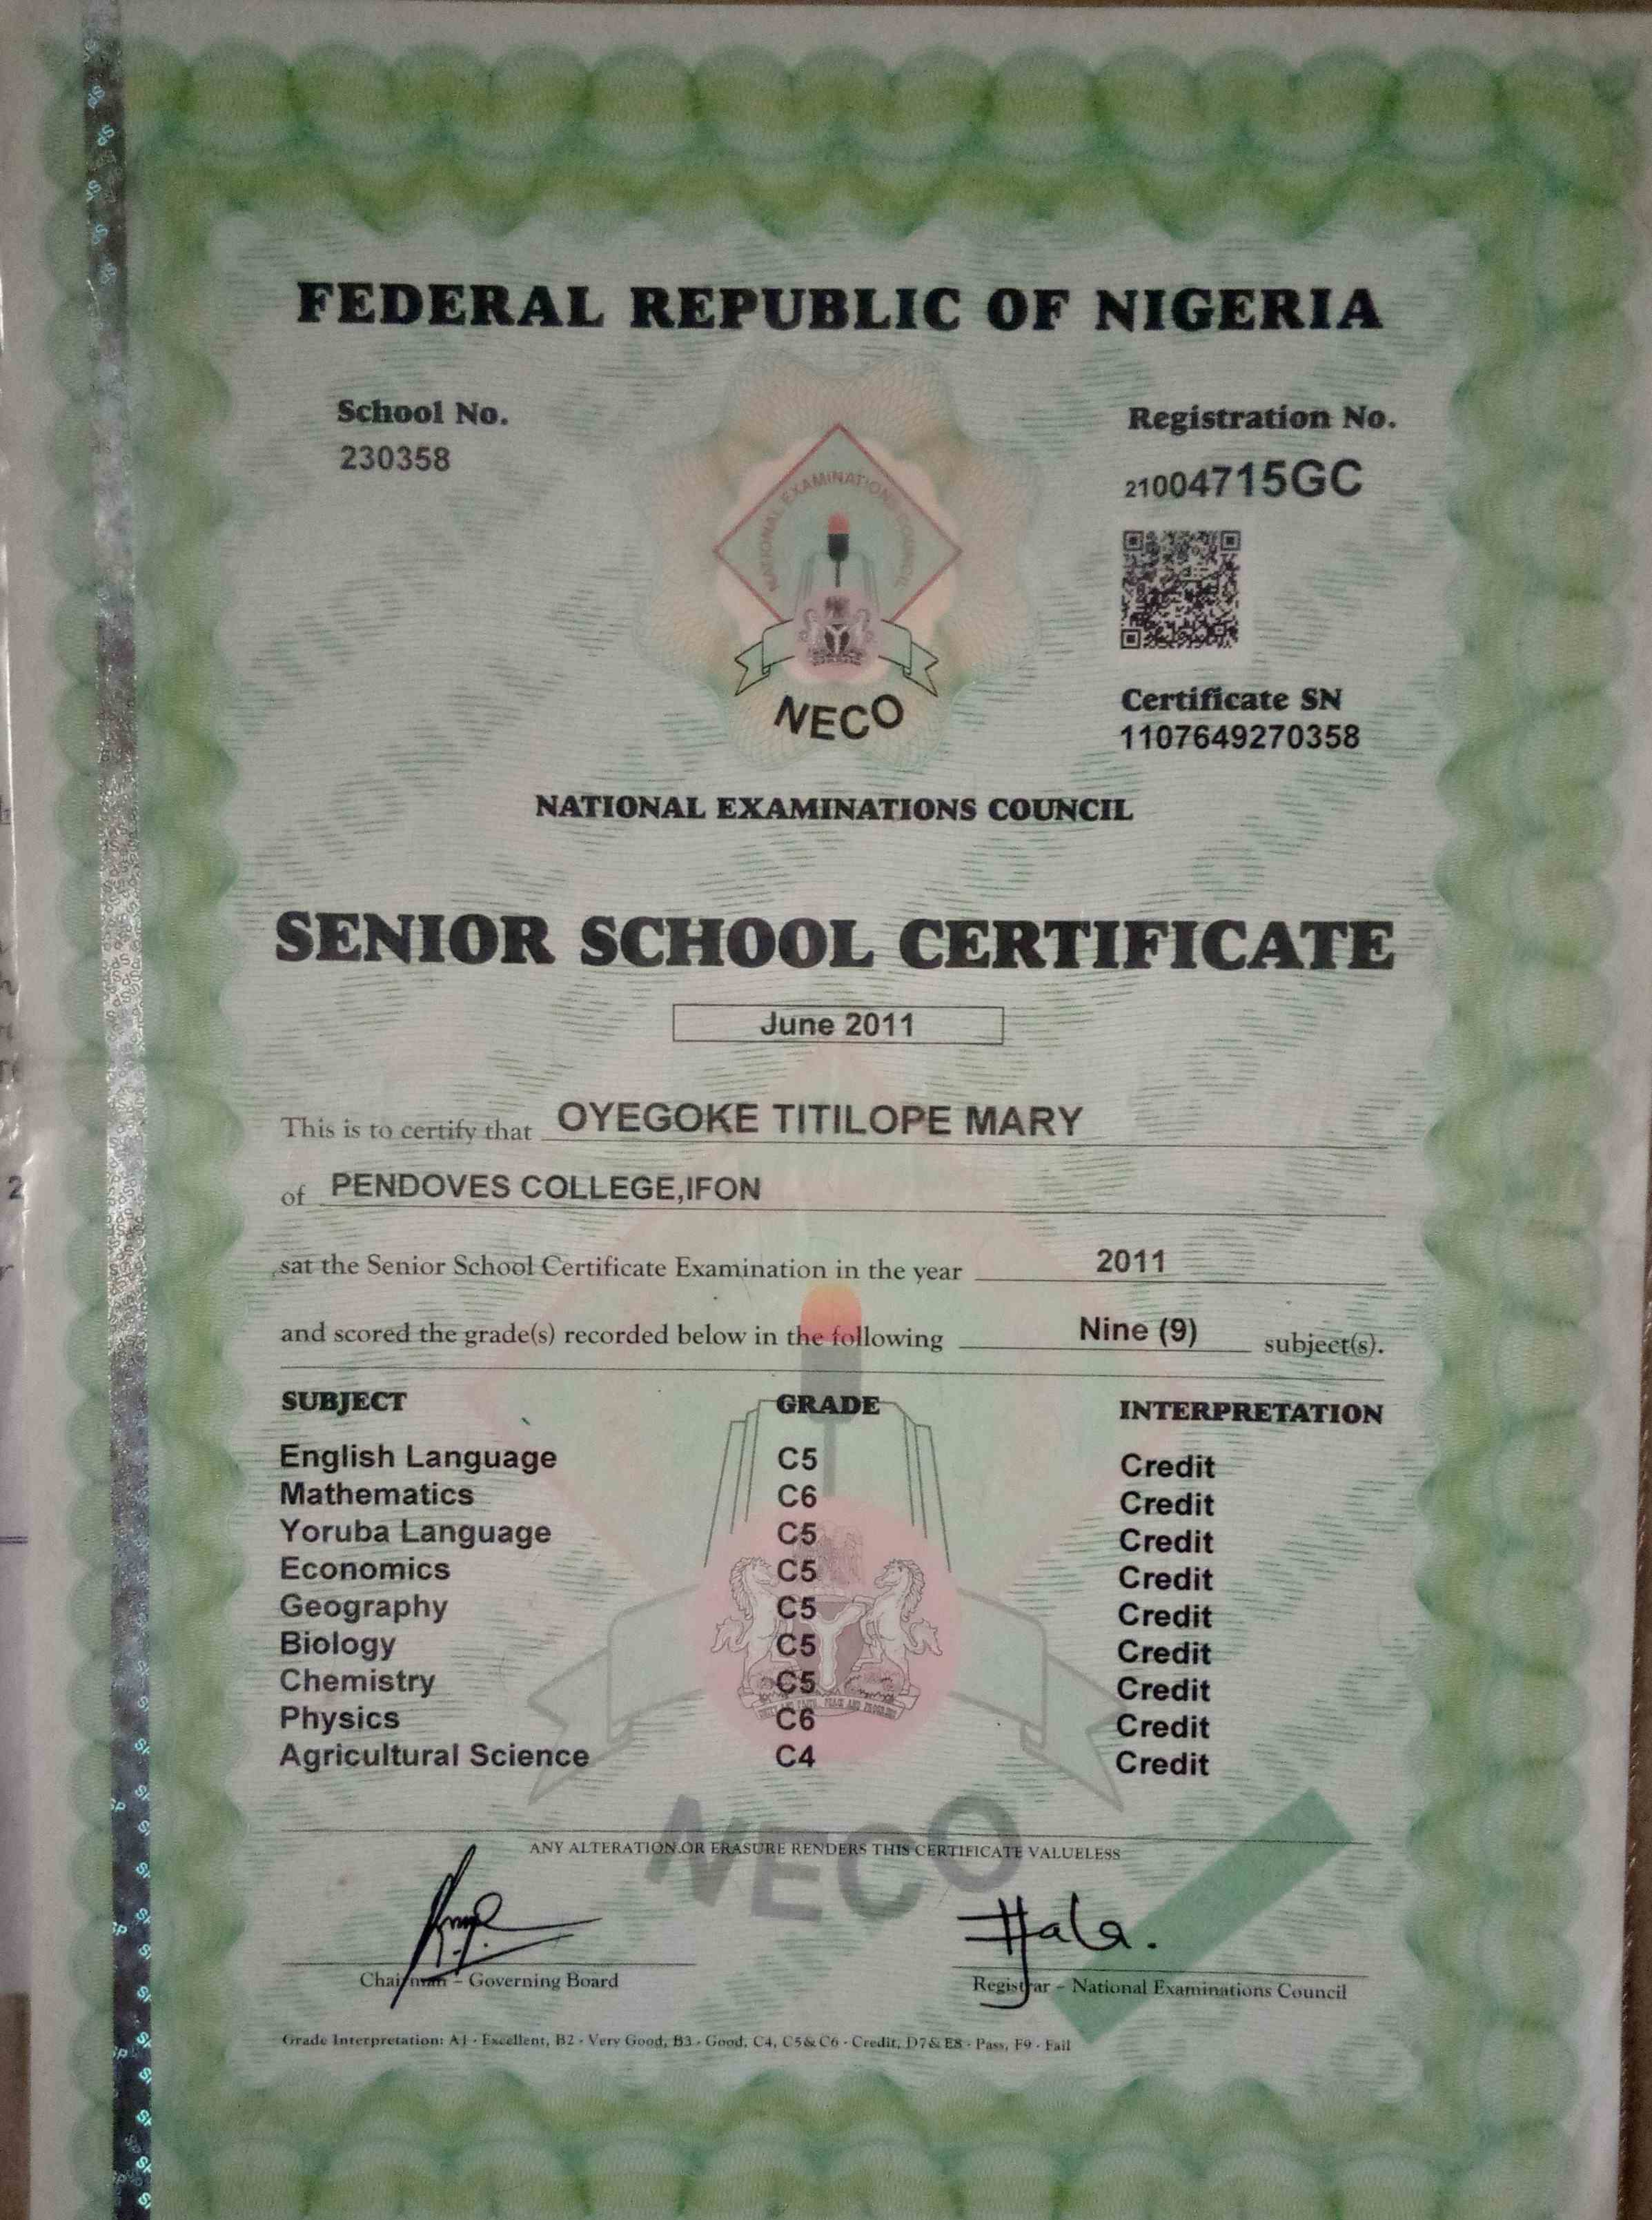 FEDERAL REPUBLIC OF NIGERIA
School No.
230358
Registration No.
21004715GC
NATIONAL EXAMINATIONS COUNCIL
NECO
Certificate SN
1107649270358
NATIONAL EXAMINATIONS COUNCIL
SENIOR SCHOOL CERTIFICATE
June 2011
This is to certify that OYEGOKE TITILOPE MARY
of PENDOVES COLLEGE,IFON
sat the Senior School Certificate Examination in the year 2011
and scored the grade(s) recorded below in the following Nine (9) subject(s).
SUBJECT GRADE INTERPRETATION
English Language C5 Credit
Mathematics C6 Credit
Yoruba Language C5 Credit
Economics C5 Credit
Geography C5 Credit
Biology C5 Credit
Chemistry C5 Credit
Physics C6 Credit
Agricultural Science C4 Credit
NECO
ANY ALTERATION OR ERASURE RENDERS THIS CERTIFICATE VALUELESS
Chairman – Governing Board
Registrar – National Examinations Council
Grade Interpretation: A1 - Excellent, B2 - Very Good, B3 - Good, C4, C5 & C6 - Credit, D7 & E8 - Pass, F9 - Fail